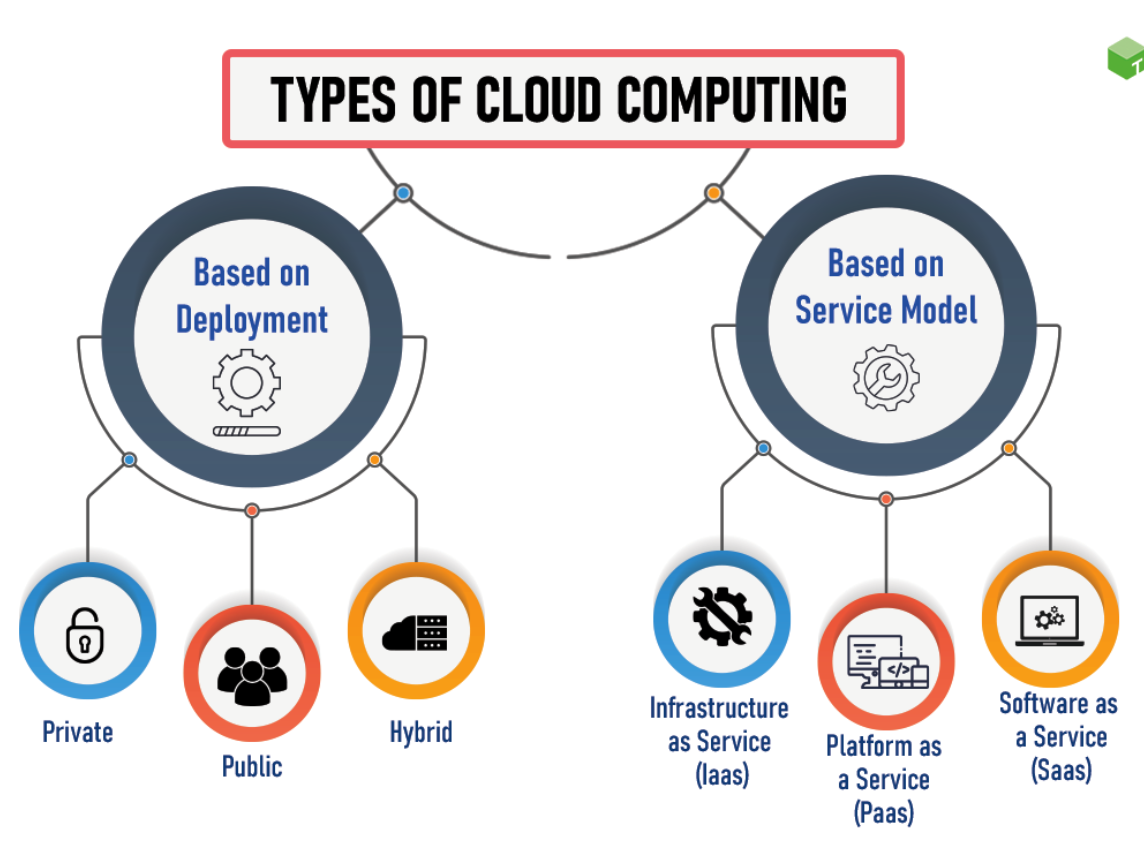 TYPES OF CLOUD COMPUTING
Based on
Deployment
Private
Public
Hybrid
Based on
Service Model
Infrastructure
as Service
(Iaas)
Platform as
a Service
(Paas)
Software as
a Service
(Saas)